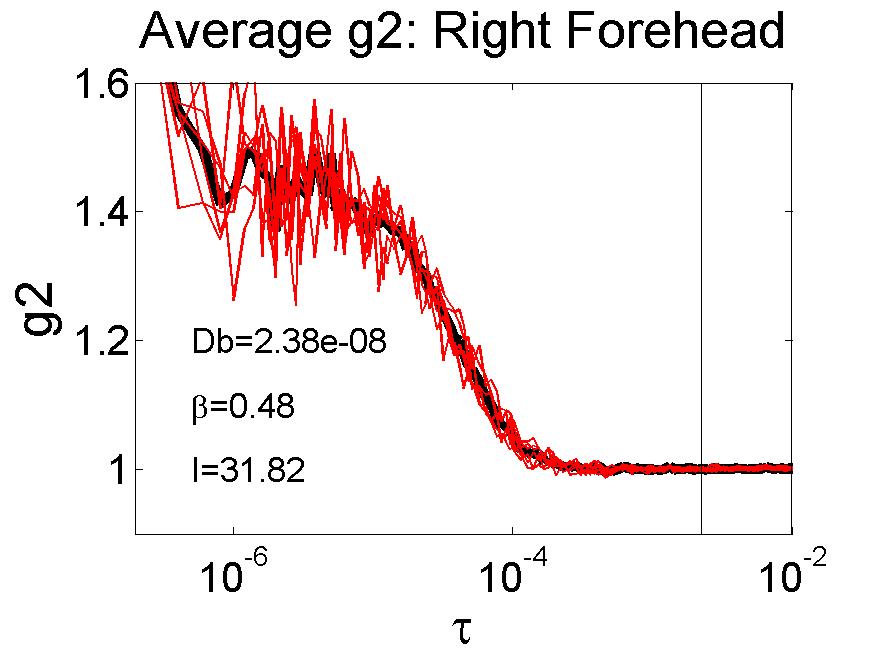 Average g2: Right Forehead
1.6
1.4
1.2
1
g2
Db=2.38e-08
β=0.48
I=31.82
10^-6
10^-4
10^-2
τ